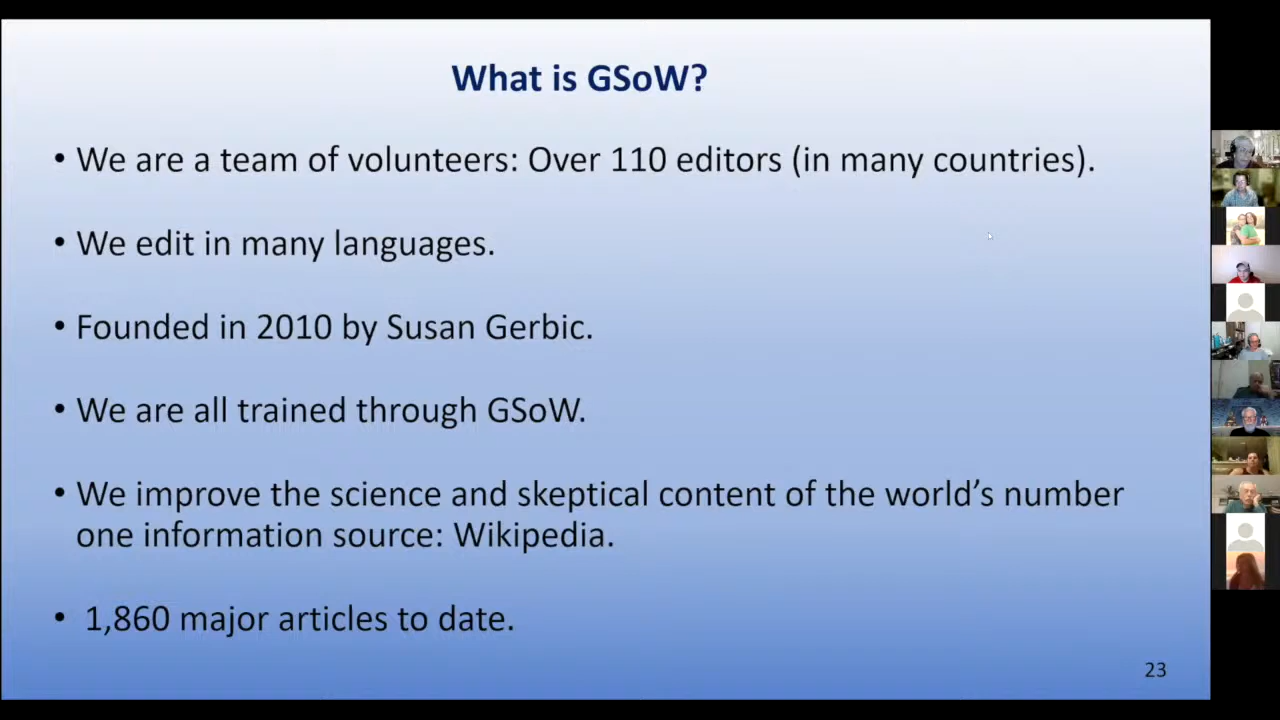 What is GSoW?
• We are a team of volunteers: Over 110 editors (in many countries).
• We edit in many languages.
• Founded in 2010 by Susan Gerbic.
• We are all trained through GSoW.
• We improve the science and skeptical content of the world’s number
one information source: Wikipedia.
• 1,860 major articles to date.
23